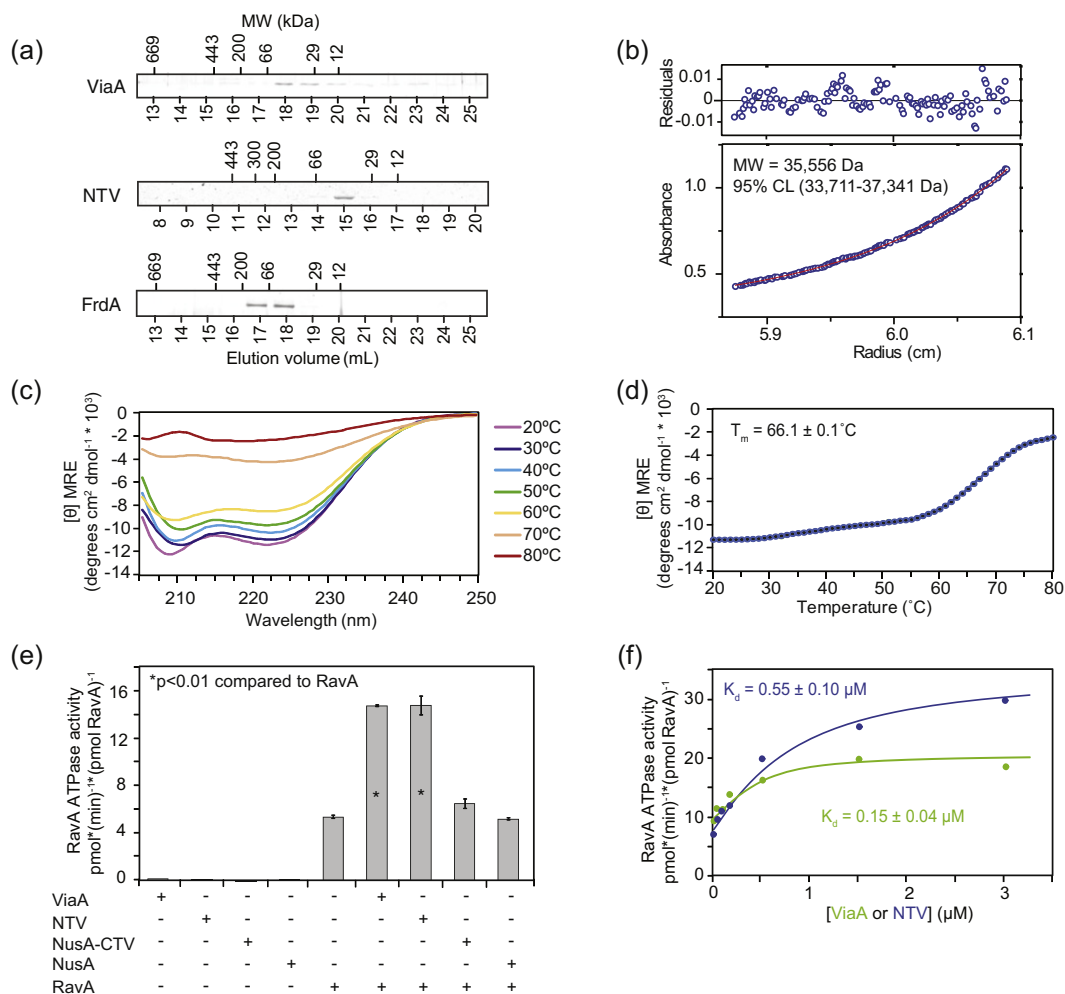 (a)
MW (kDa)
669 443 200 66 29 12
ViaA
13 14 15 16 17 18 19 20 21 22 23 24 25
443 300 200 66 29 12
NTV
8 9 10 11 12 13 14 15 16 17 18 19 20
669 443 200 66 29 12
FrdA
13 14 15 16 17 18 19 20 21 22 23 24 25
Elution volume (mL)
(b)
Residuals
0.01
0
-0.01
MW = 35,556 Da
95% CL (33,711-37,341 Da)
Absorbance
1.0
0.5
5.9 6.0 6.1
Radius (cm)
(c)
[θ] MRE
(degrees cm² dmol⁻¹ * 10³)
0
-2
-4
-6
-8
-10
-12
-14
210 220 230 240 250
Wavelength (nm)
20ºC
30ºC
40ºC
50ºC
60ºC
70ºC
80ºC
(d)
[θ] MRE
(degrees cm² dmol⁻¹ * 10³)
0
-2
-4
-6
-8
-10
-12
-14
Tₘ = 66.1 ± 0.1˚C
20 30 40 50 60 70 80
Temperature (˚C)
(e)
RavA ATPase activity
pmol*(min)⁻¹*(pmol RavA)⁻¹
16
12
8
4
0
*p<0.01 compared to RavA
* *
ViaA + - - - - + - - -
NTV - + - - - - + - -
NusA-CTV - - + - - - - + -
NusA - - - + - - - - +
RavA - - - - + + + + +
(f)
RavA ATPase activity
pmol*(min)⁻¹*(pmol RavA)⁻¹
30
20
10
0
K_d = 0.55 ± 0.10 µM
K_d = 0.15 ± 0.04 µM
0 1 2 3
[ViaA or NTV] (µM)